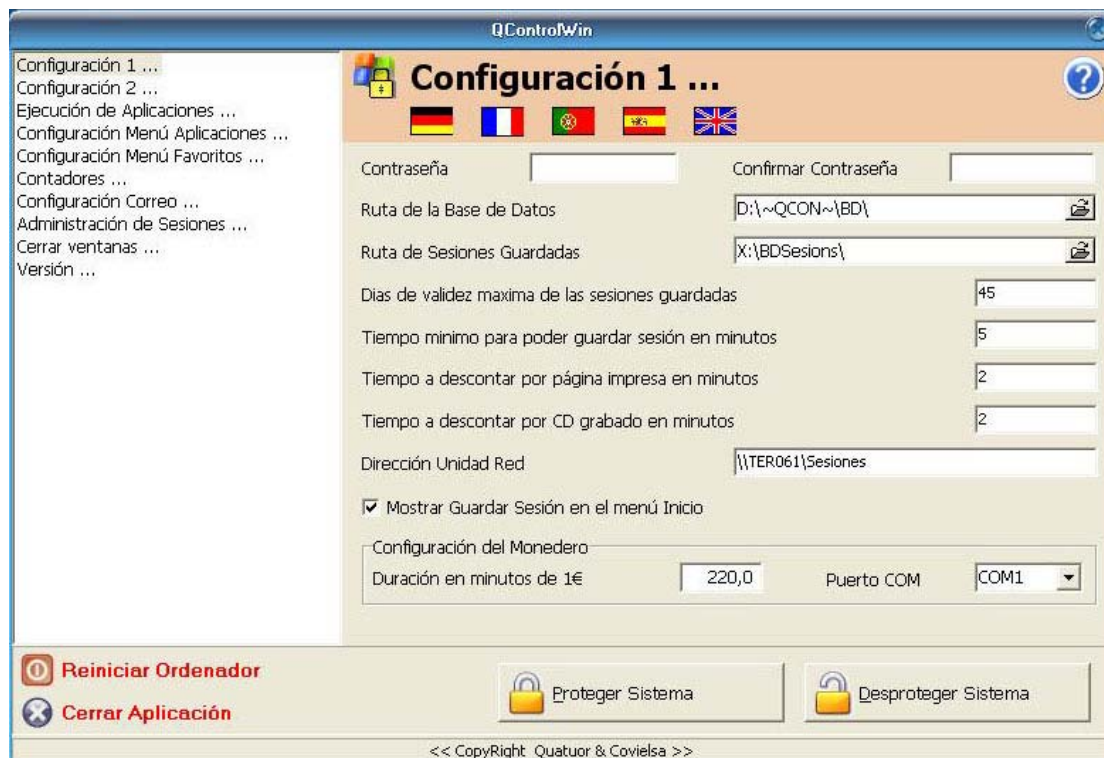 QControlWin
Configuración 1 ...
Configuración 2 ...
Ejecución de Aplicaciones ...
Configuración Menú Aplicaciones ...
Configuración Menú Favoritos ...
Contadores ...
Configuración Correo ...
Administración de Sesiones ...
Cerrar ventanas ...
Versión ...
Configuración 1 ...
Contraseña
Confirmar Contraseña
Ruta de la Base de Datos
D:\~QCON~\BD\
Ruta de Sesiones Guardadas
X:\BDSesions\
Dias de validez maxima de las sesiones guardadas
45
Tiempo minimo para poder guardar sesión en minutos
5
Tiempo a descontar por página impresa en minutos
2
Tiempo a descontar por CD grabado en minutos
2
Dirección Unidad Red
\\TER061\Sesiones
Mostrar Guardar Sesión en el menú Inicio
Configuración del Monedero
Duración en minutos de 1€
220,0
Puerto COM
COM1
Reiniciar Ordenador
Cerrar Aplicación
Proteger Sistema
Desproteger Sistema
<< CopyRight Quatuor & Covielsa >>